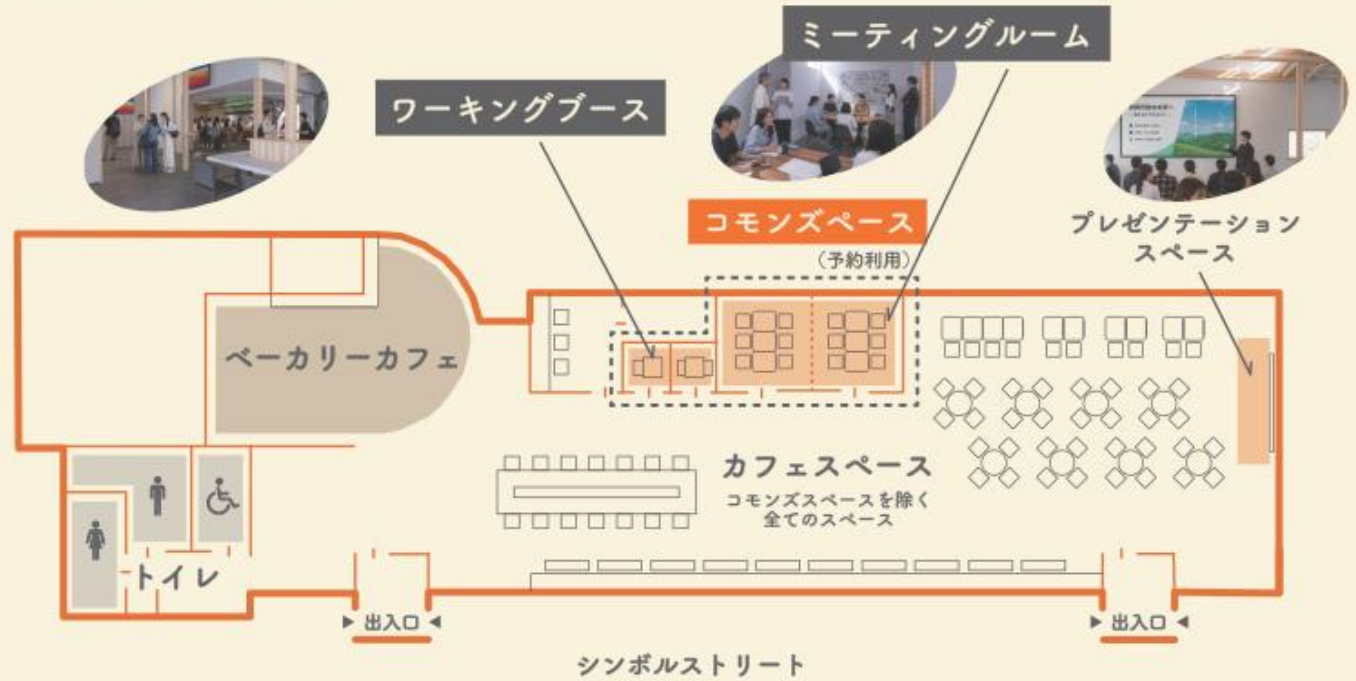 ミーティングルーム
ワーキングブース
コモンズペース
(予約利用)
プレゼンテーション
スペース
ベーカリーカフェ
カフェスペース
コモンズスペースを除く
全てのスペース
トイレ
▶ 出入口 ◀
▶ 出入口 ◀
シンボルストリート